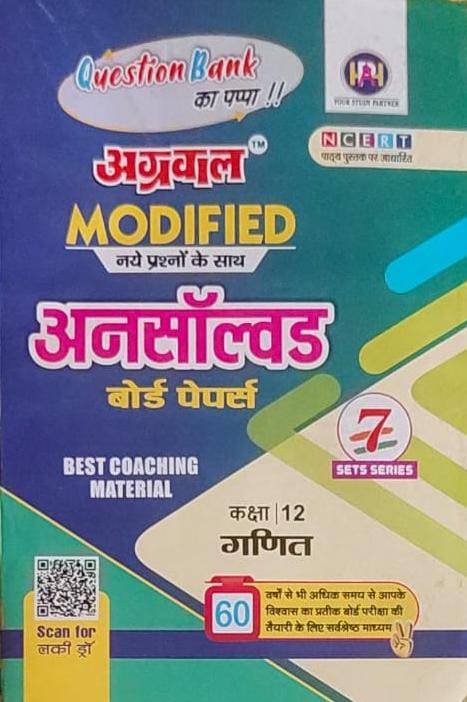 Question Bank
का पप्पा !!
YOUR STUDY PARTNER
NCERT
पाठ्य पुस्तक पर आधारित
अग्रवाल TM
MODIFIED
नये प्रश्नों के साथ
अनसॉल्वड
बोर्ड पेपर्स
7
SETS SERIES
BEST COACHING
MATERIAL
कक्षा | 12
गणित
60
वर्षों से भी अधिक समय से आपके
विश्वास का प्रतीक बोर्ड परीक्षा की
तैयारी के लिए सर्वश्रेष्ठ माध्यम
Scan for
लकी ड्रॉ